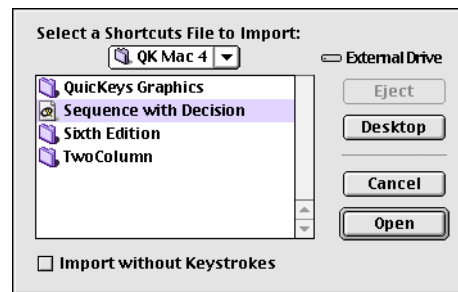 Select a Shortcuts File to Import:
QK Mac 4
External Drive
QuicKeys Graphics
Sequence with Decision
Sixth Edition
TwoColumn
Eject
Desktop
Cancel
Open
Import without Keystrokes